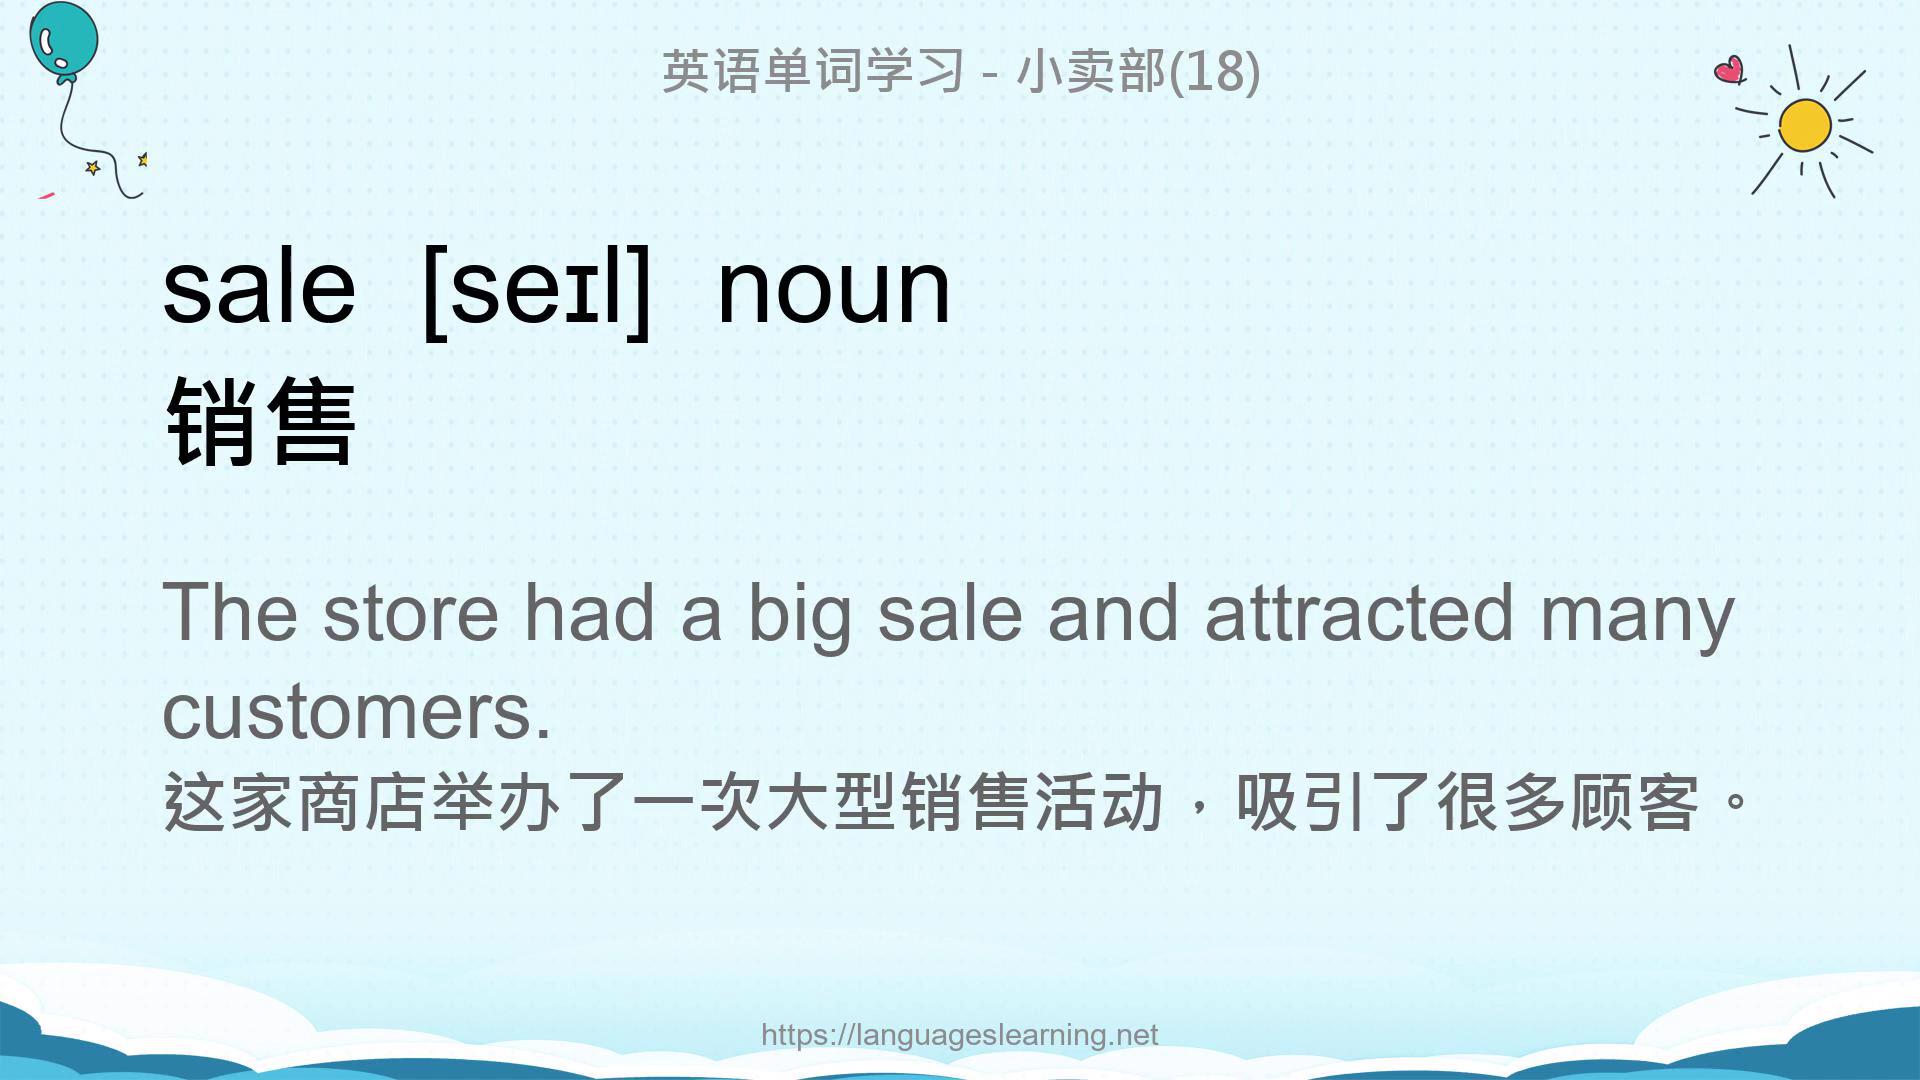 英语单词学习 - 小卖部(18)
sale [seɪl] noun
销售
The store had a big sale and attracted many
customers.
这家商店举办了一次大型销售活动，吸引了很多顾客。
https://languageslearning.net